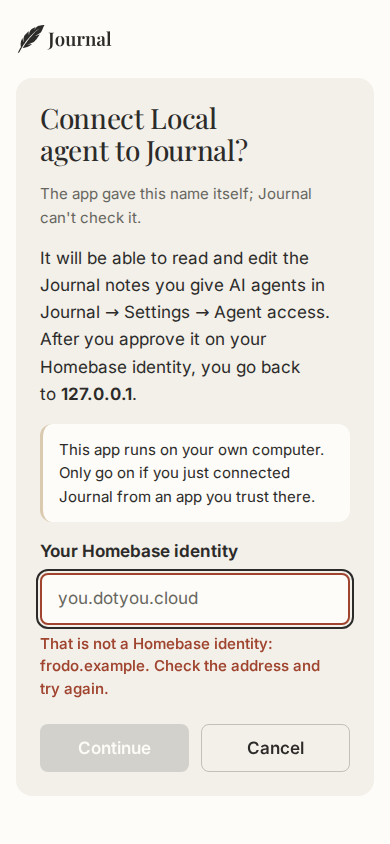 Journal
Connect Local
agent to Journal?
The app gave this name itself; Journal
can't check it.
It will be able to read and edit the
Journal notes you give AI agents in
Journal → Settings → Agent access.
After you approve it on your
Homebase identity, you go back
to 127.0.0.1.
This app runs on your own computer.
Only go on if you just connected
Journal from an app you trust there.
Your Homebase identity
you.dotyou.cloud
That is not a Homebase identity:
frodo.example. Check the address and
try again.
Continue
Cancel